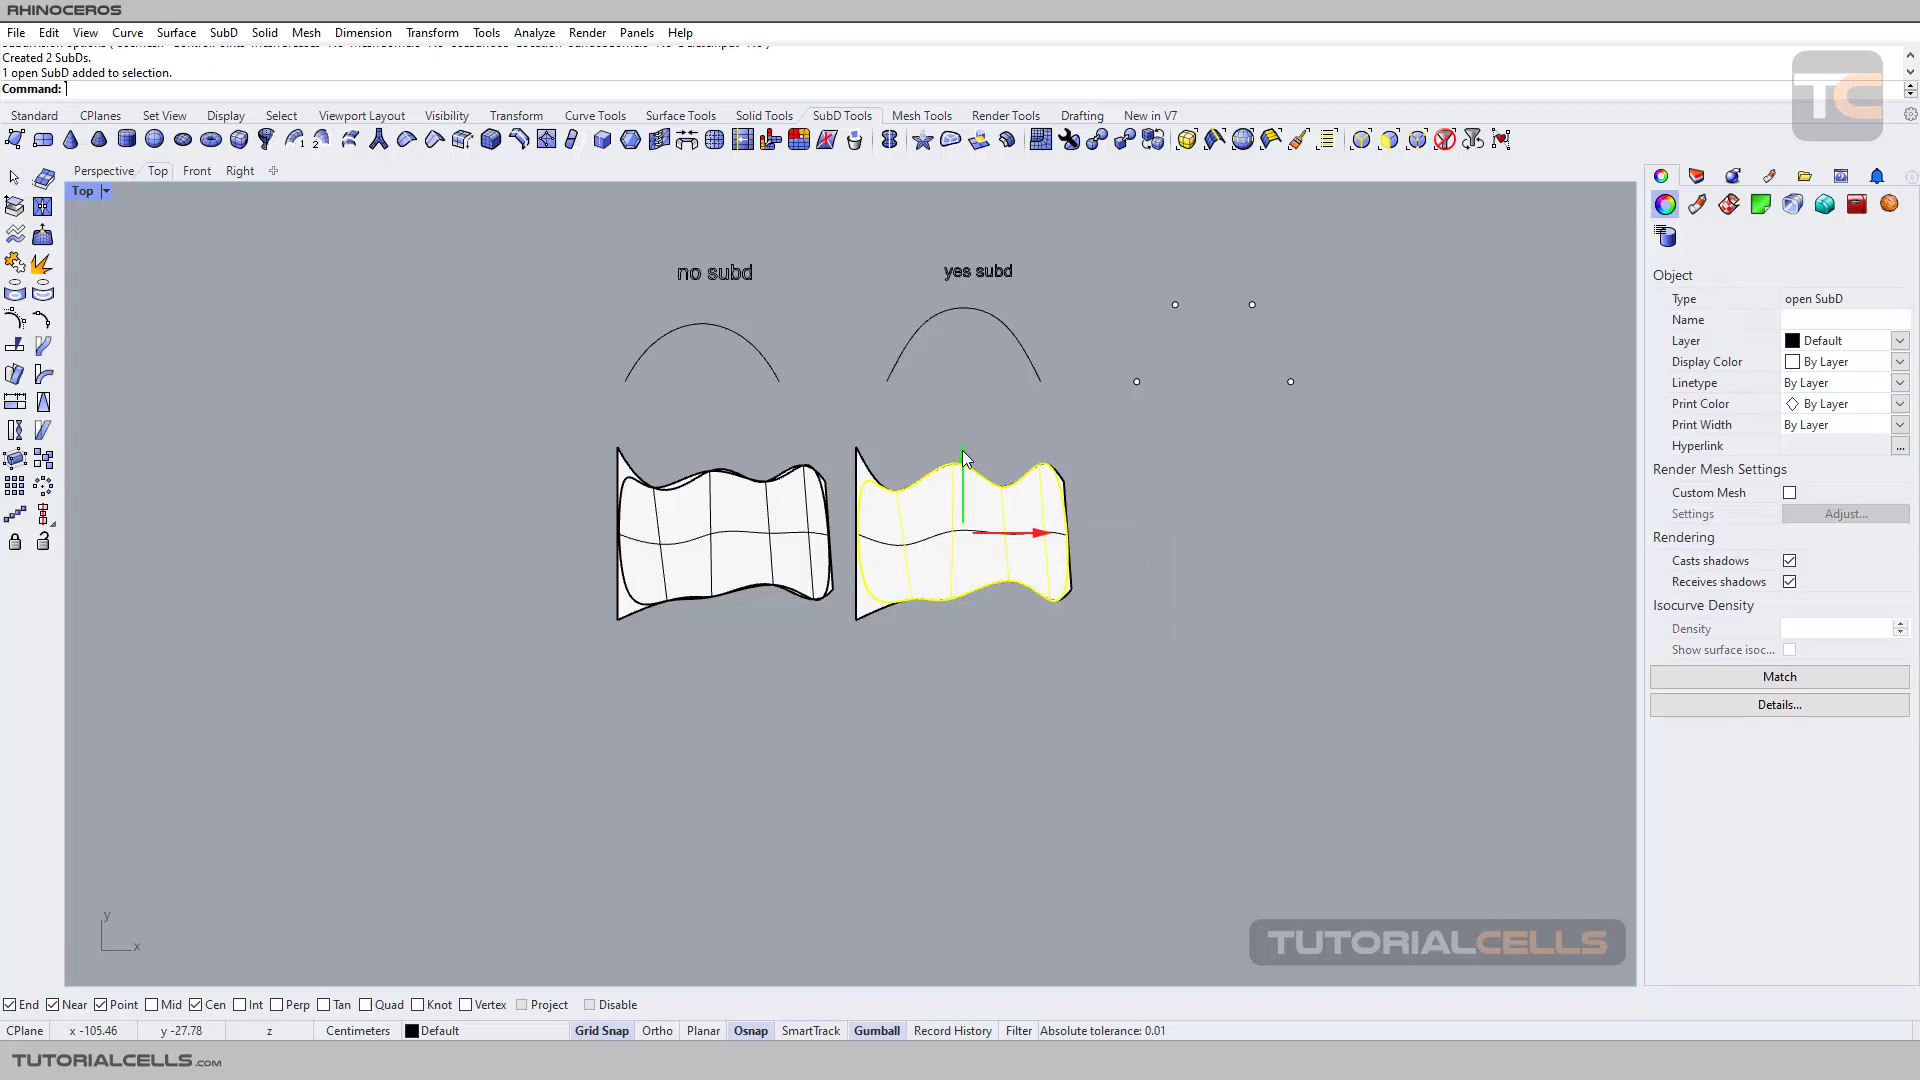 RHINOCEROS
File Edit View Curve Surface SubD Solid Mesh Dimension Transform Tools Analyze Render Panels Help
Created 2 SubDs.
1 open SubD added to selection.
Command:
TC
Standard CPlanes Set View Display Select Viewport Layout Visibility Transform Curve Tools Surface Tools Solid Tools SubD Tools Mesh Tools Render Tools Drafting New in V7
Perspective Top Front Right
Top
no subd
yes subd
Object
Type open SubD
Name
Layer Default
Display Color By Layer
Linetype By Layer
Print Color By Layer
Print Width By Layer
Hyperlink ...
Render Mesh Settings
Custom Mesh
Settings Adjust...
Rendering
Casts shadows
Receives shadows
Isocurve Density
Density
Show surface isoc...
Match
Details...
y
x
TUTORIALCELLS
End Near Point Mid Cen Int Perp Tan Quad Knot Vertex Project Disable
CPlane x -105.46 y -27.78 z Centimeters Default Grid Snap Ortho Planar Osnap SmartTrack Gumball Record History Filter Absolute tolerance: 0.01
TUTORIALCELLS.COM